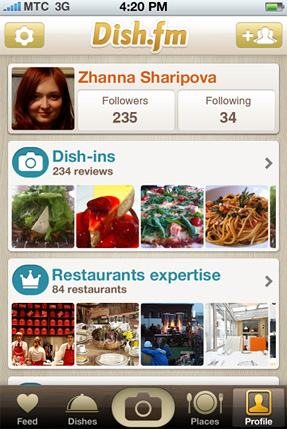 MTC 3G 4:20 PM
Dish.fm
Zhanna Sharipova
Followers Following
235 34
Dish-ins
234 reviews
Restaurants expertise
84 restaurants
Feed Dishes Places Profile